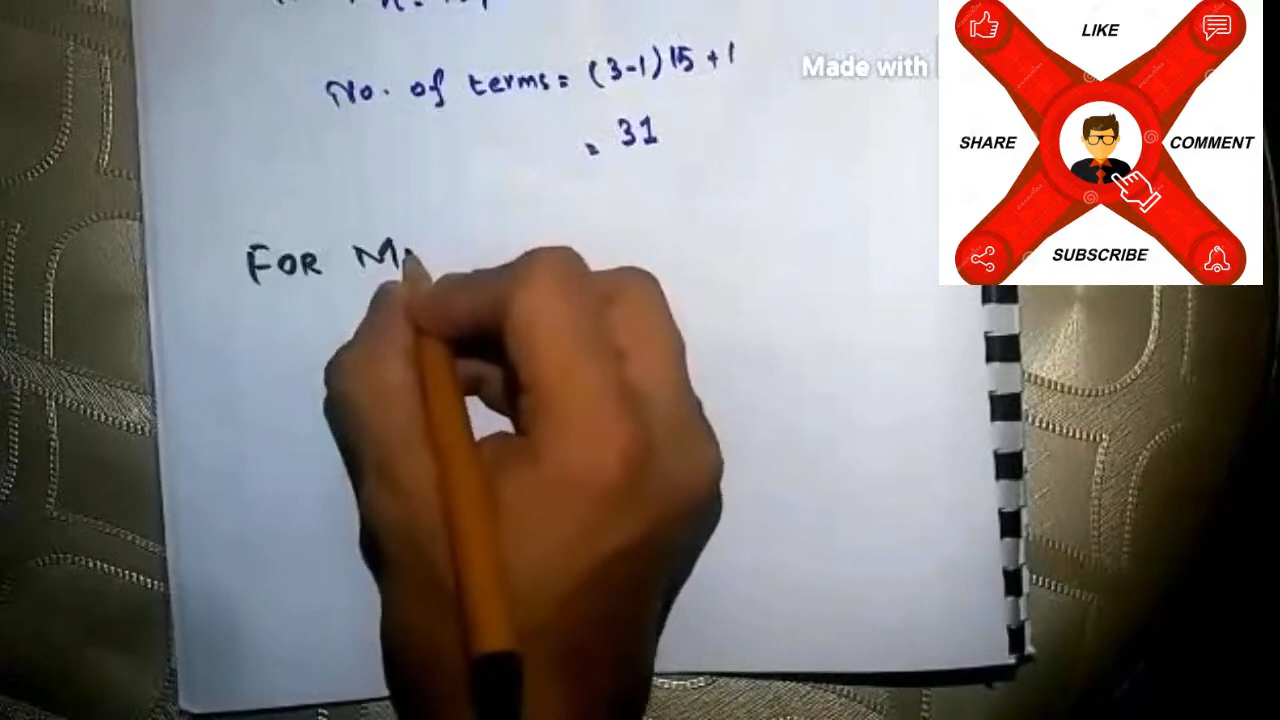 No. of terms = (3-1) 15 + 1
= 31
FOR M
Made with
LIKE
SHARE
COMMENT
SUBSCRIBE